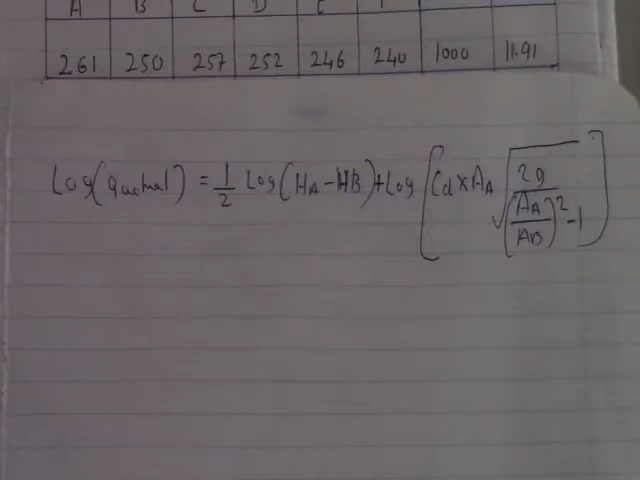 A B C D E
261 250 257 252 246 240 1000 11.91
Log(Qactual) = 1/2 Log(HA-HB)+Log[Cd×AA√(2g/((AA/AB)²-1))]